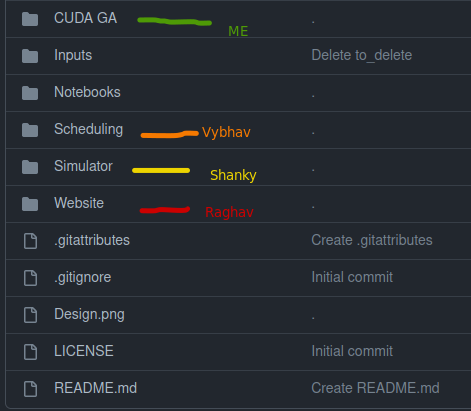 CUDA GA .
ME
Inputs Delete to_delete
Notebooks .
Scheduling Vybhav .
Simulator .
Shanky
Website .
Raghav
.gitattributes Create .gitattributes
.gitignore Initial commit
Design.png .
LICENSE Initial commit
README.md Create README.md